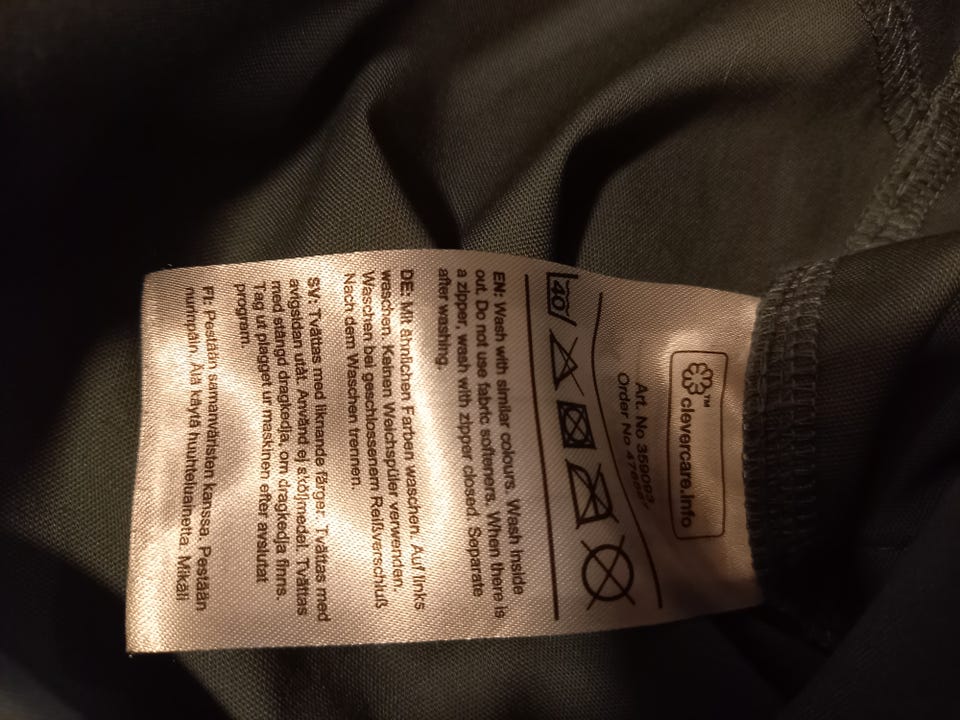 ™ clevercare.info
Art. No 359093
Order No
40
EN: Wash with similar colours. Wash inside
out. Do not use fabric softeners. When there is
a zipper, wash with zipper closed. Separate
after washing.
DE: Mit ähnlichen Farben waschen. Auf links
waschen. Keinen Weichspüler verwenden.
Waschen bei geschlossenem Reißverschluß
Nach dem Waschen trennen.
SV: Tvättas med liknande färger. Tvättas med
avigsidan utåt. Använd ej sköljmedel. Tvättas
med stängd dragkedja, om dragkedja finns.
Tag ut plagget ur maskinen efter avslutat
program.
FI: Pestään samanväristen kanssa. Pestään
nurinpäin. Älä käytä huuhteluainetta. Mikäli